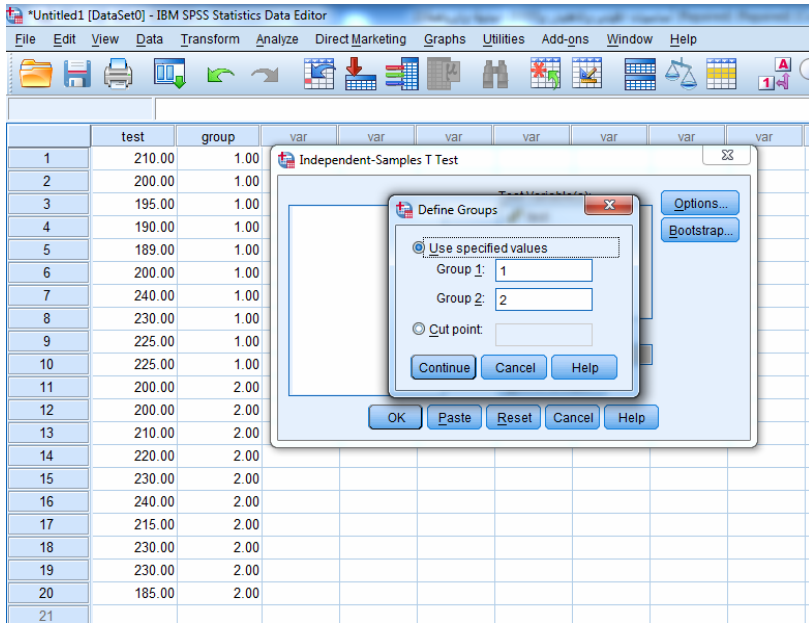 *Untitled1 [DataSet0] - IBM SPSS Statistics Data Editor
File Edit View Data Transform Analyze Direct Marketing Graphs Utilities Add-ons Window Help
test group var var var var var var var
1 210.00 1.00
2 200.00 1.00
3 195.00 1.00
4 190.00 1.00
5 189.00 1.00
6 200.00 1.00
7 240.00 1.00
8 230.00 1.00
9 225.00 1.00
10 225.00 1.00
11 200.00 2.00
12 200.00 2.00
13 210.00 2.00
14 220.00 2.00
15 230.00 2.00
16 240.00 2.00
17 215.00 2.00
18 230.00 2.00
19 230.00 2.00
20 185.00 2.00
21
Independent-Samples T Test
Options...
Bootstrap...
Define Groups
Use specified values
Group 1: 1
Group 2: 2
Cut point:
Continue Cancel Help
OK Paste Reset Cancel Help